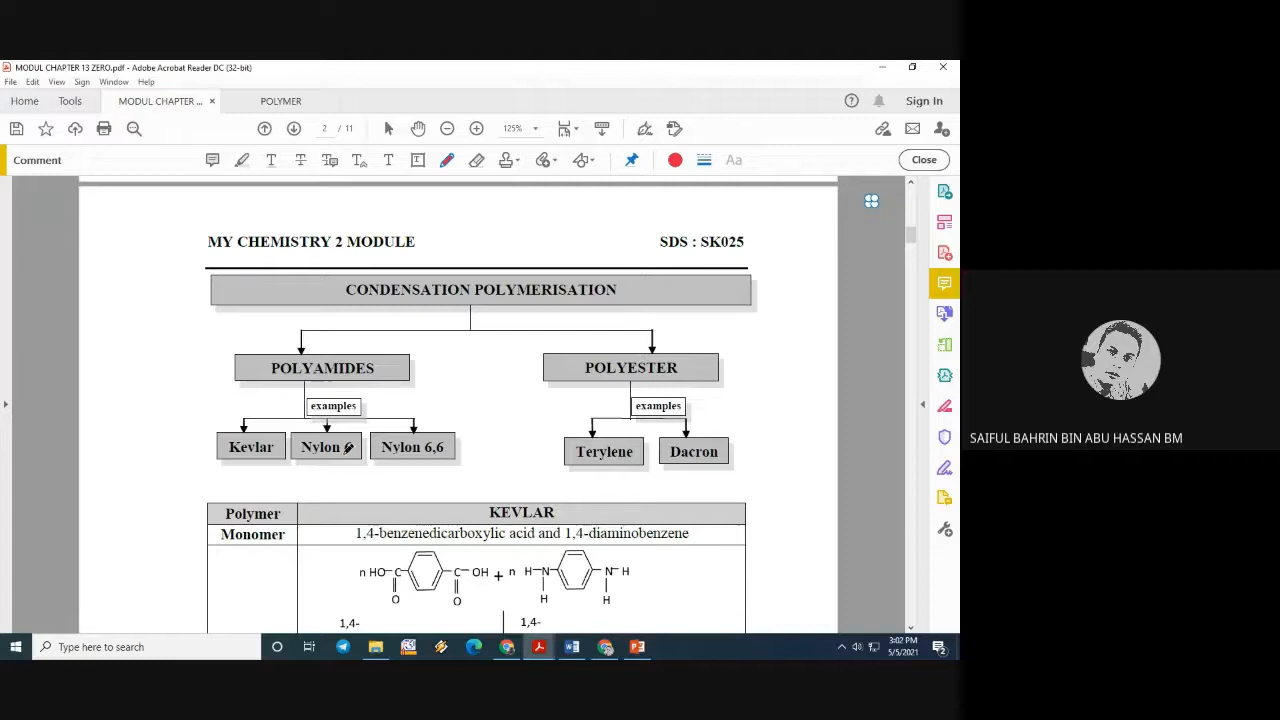 MODUL CHAPTER 13 ZERO.pdf - Adobe Acrobat Reader DC (32-bit)
File Edit View Sign Window Help
Home Tools MODUL CHAPTER ... × POLYMER Sign In
2 / 11 125%
Comment Aa Close
MY CHEMISTRY 2 MODULE SDS : SK025
CONDENSATION POLYMERISATION
POLYAMIDES POLYESTER
examples examples
Kevlar Nylon Nylon 6,6 Terylene Dacron
Polymer KEVLAR
Monomer 1,4-benzenedicarboxylic acid and 1,4-diaminobenzene
n HO C C OH + n H N N H
O O H H
1,4- 1,4-
SAIFUL BAHRIN BIN ABU HASSAN BM
Type here to search
3:02 PM
5/5/2021
2